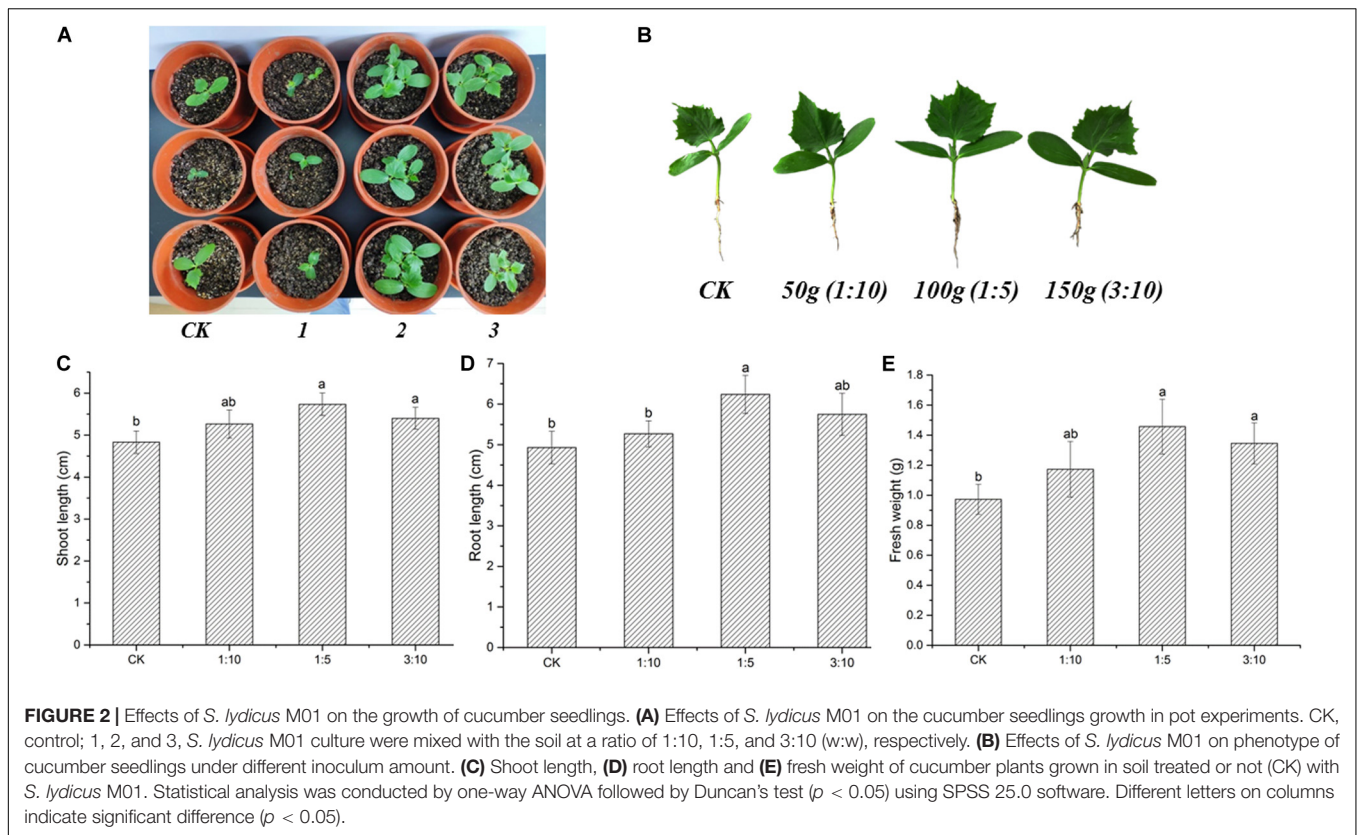 A
B
CK 1 2 3
CK 50g (1:10) 100g (1:5) 150g (3:10)
C
Shoot length (cm)
6
5
4
3
2
1
0
b
ab
a
a
CK 1:10 1:5 3:10
D
Root length (cm)
7
6
5
4
3
2
1
0
b
b
a
ab
CK 1:10 1:5 3:10
E
Fresh weight (g)
1.8
1.6
1.4
1.2
1.0
0.8
0.6
0.4
0.2
0.0
b
ab
a
a
CK 1:10 1:5 3:10
FIGURE 2 | Effects of S. lydicus M01 on the growth of cucumber seedlings. (A) Effects of S. lydicus M01 on the cucumber seedlings growth in pot experiments. CK,
control; 1, 2, and 3, S. lydicus M01 culture were mixed with the soil at a ratio of 1:10, 1:5, and 3:10 (w:w), respectively. (B) Effects of S. lydicus M01 on phenotype of
cucumber seedlings under different inoculum amount. (C) Shoot length, (D) root length and (E) fresh weight of cucumber plants grown in soil treated or not (CK) with
S. lydicus M01. Statistical analysis was conducted by one-way ANOVA followed by Duncan's test (p < 0.05) using SPSS 25.0 software. Different letters on columns
indicate significant difference (p < 0.05).